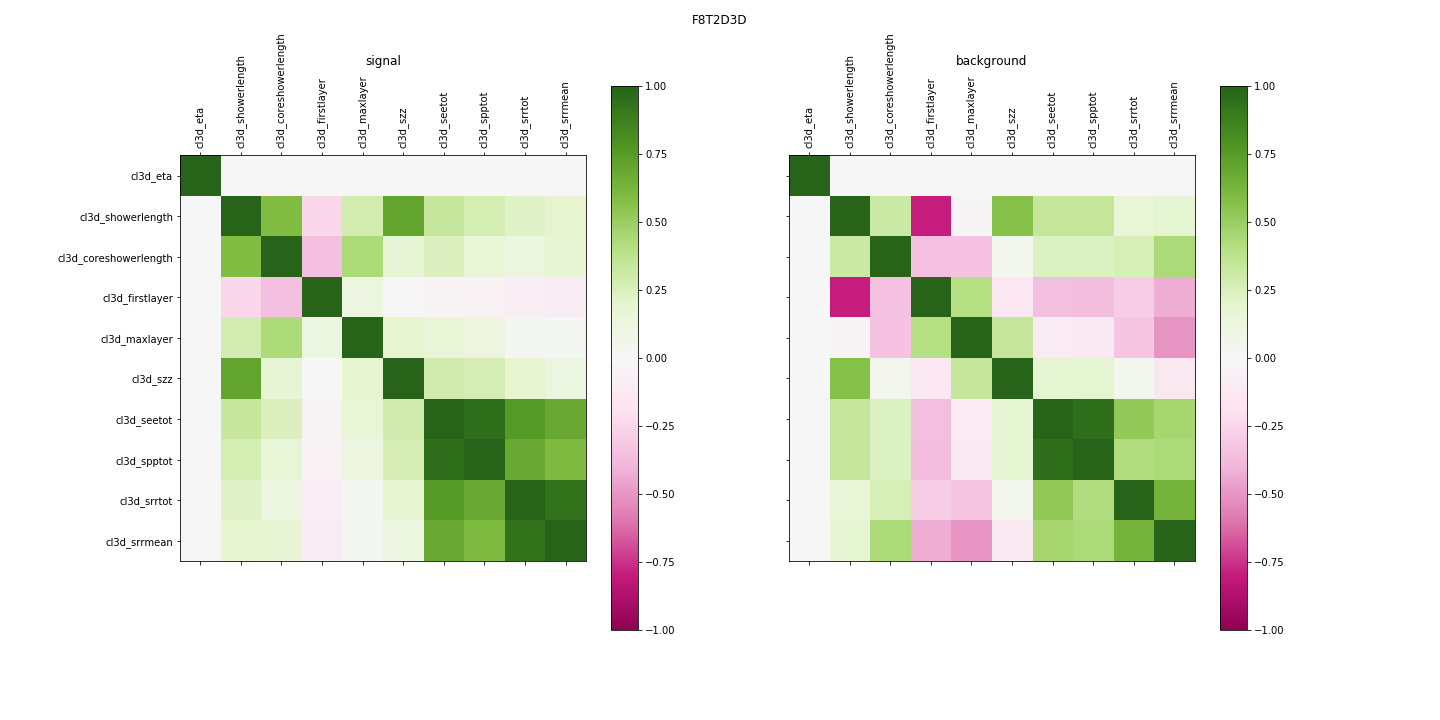 F8T2D3D
signal
cl3d_eta
cl3d_showerlength
cl3d_coreshowerlength
cl3d_firstlayer
cl3d_maxlayer
cl3d_szz
cl3d_seetot
cl3d_spptot
cl3d_srrtot
cl3d_srrmean
cl3d_eta
cl3d_showerlength
cl3d_coreshowerlength
cl3d_firstlayer
cl3d_maxlayer
cl3d_szz
cl3d_seetot
cl3d_spptot
cl3d_srrtot
cl3d_srrmean
1.00
0.75
0.50
0.25
0.00
−0.25
−0.50
−0.75
−1.00
background
cl3d_eta
cl3d_showerlength
cl3d_coreshowerlength
cl3d_firstlayer
cl3d_maxlayer
cl3d_szz
cl3d_seetot
cl3d_spptot
cl3d_srrtot
cl3d_srrmean
1.00
0.75
0.50
0.25
0.00
−0.25
−0.50
−0.75
−1.00